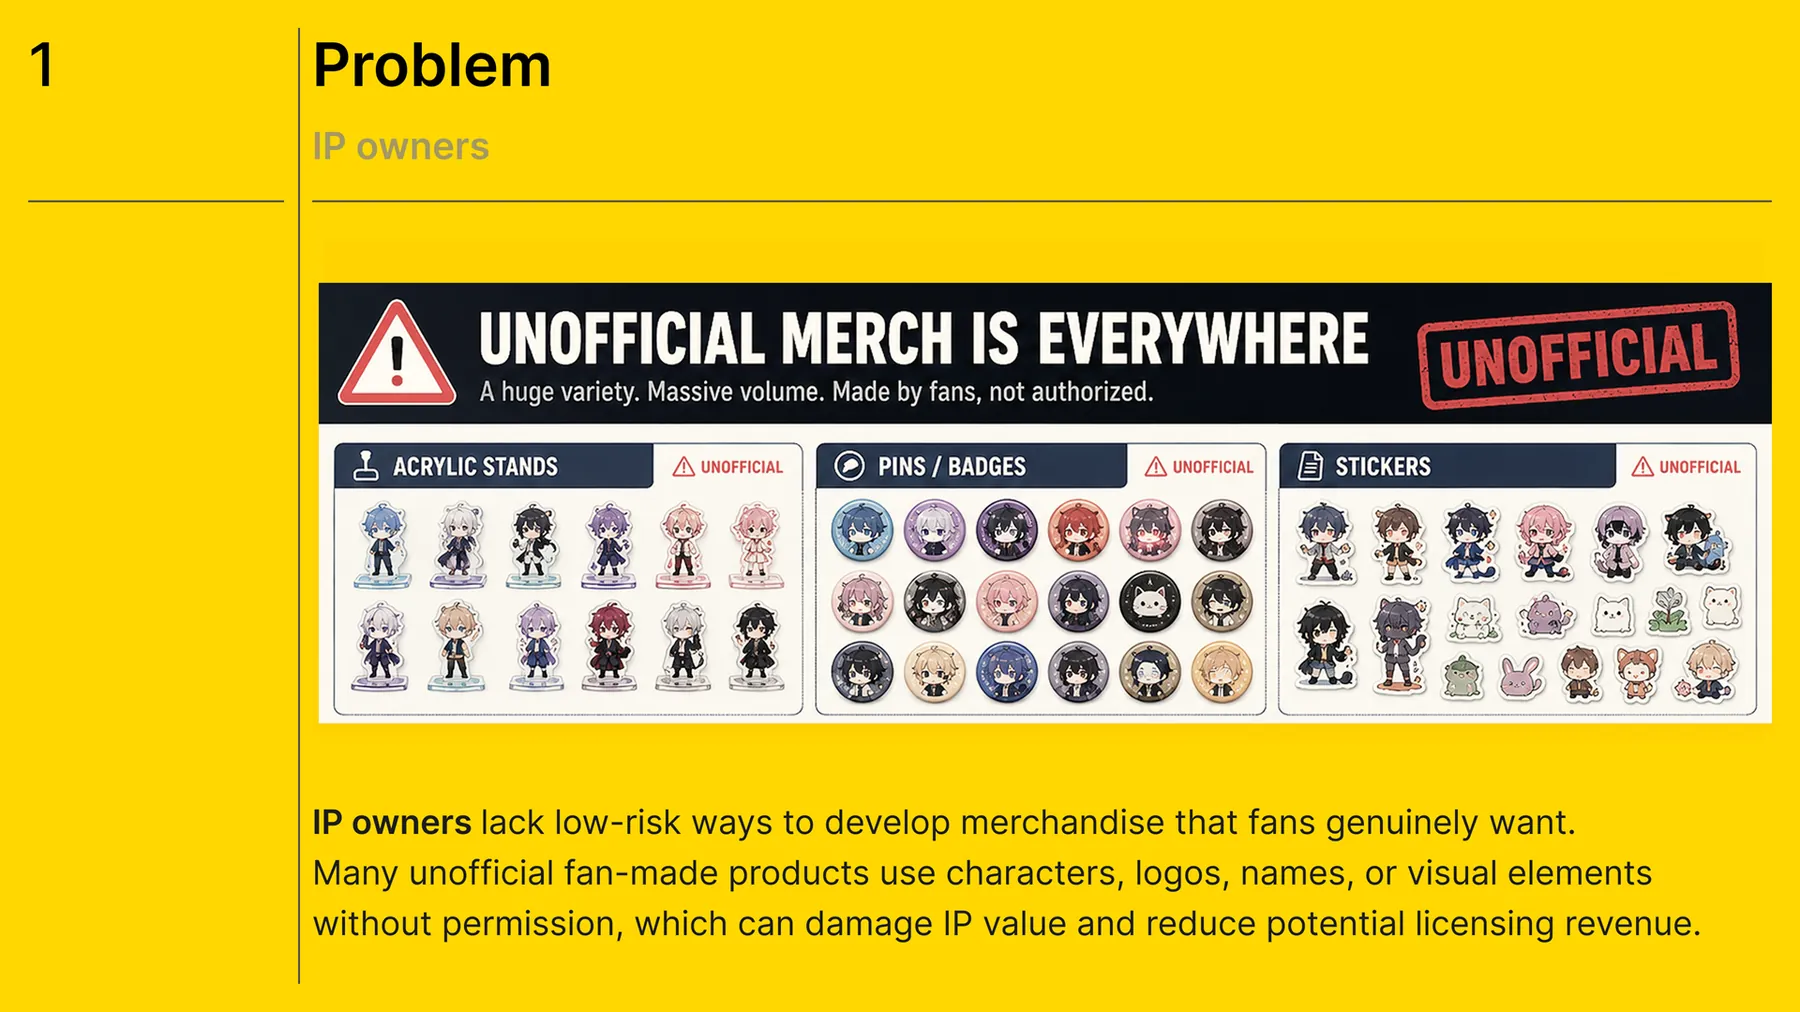 1
Problem
IP owners
UNOFFICIAL MERCH IS EVERYWHERE
A huge variety. Massive volume. Made by fans, not authorized.
UNOFFICIAL
ACRYLIC STANDS
UNOFFICIAL
PINS / BADGES
UNOFFICIAL
STICKERS
UNOFFICIAL
IP owners lack low-risk ways to develop merchandise that fans genuinely want.
Many unofficial fan-made products use characters, logos, names, or visual elements
without permission, which can damage IP value and reduce potential licensing revenue.